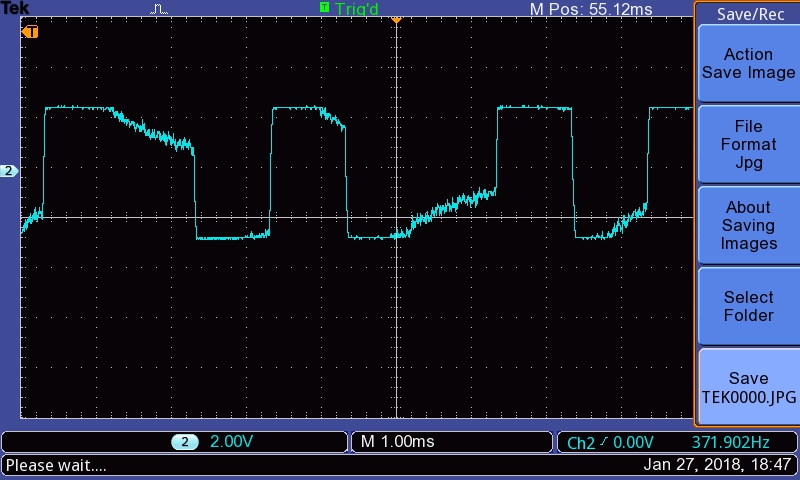 Tek
T Trig'd
M Pos: 55.12ms
Save/Rec
T
Action
Save Image
File
Format
Jpg
2
About
Saving
Images
Select
Folder
Save
TEK0000.JPG
2 2.00V
M 1.00ms
Ch2 / 0.00V
371.902Hz
Please wait....
Jan 27, 2018, 18:47